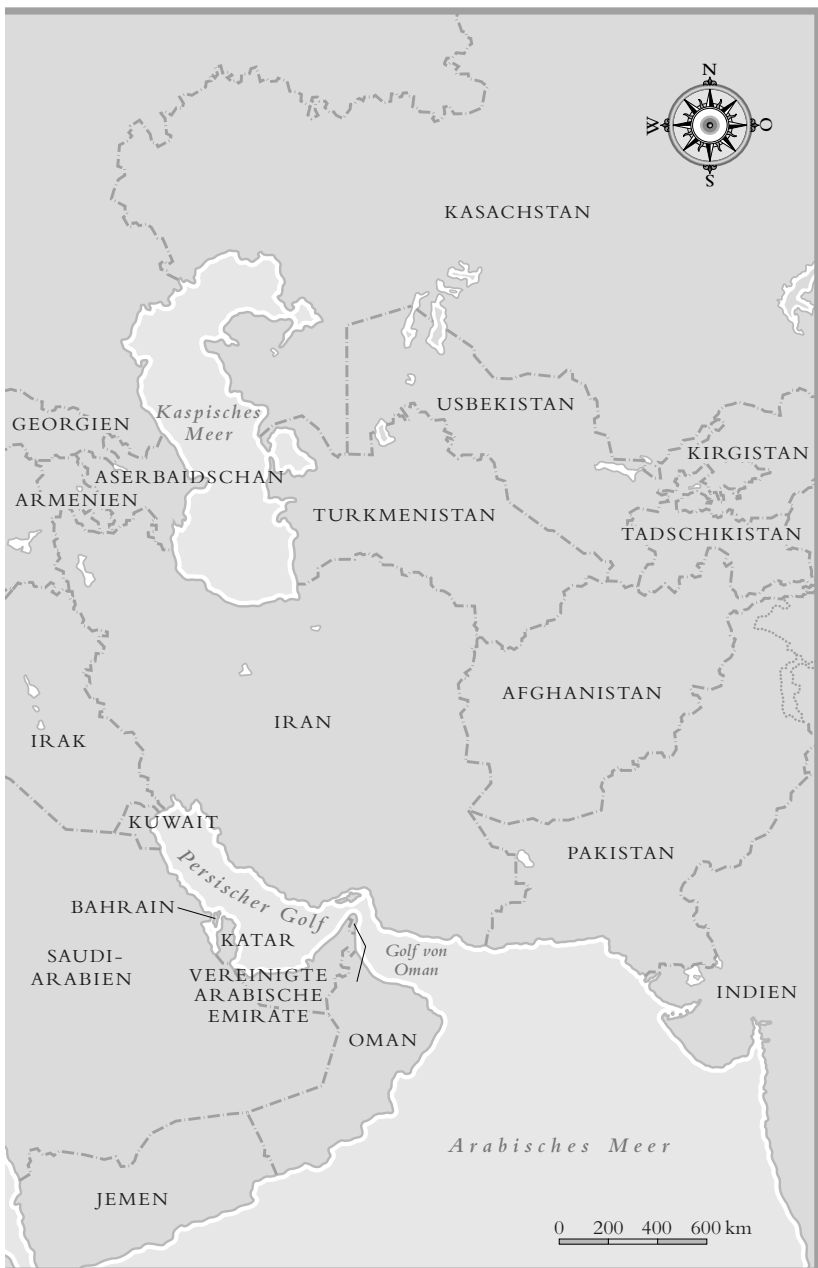 N
W
O
S
KASACHSTAN
Kaspisches
Meer
USBEKISTAN
GEORGIEN
KIRGISTAN
ASERBAIDSCHAN
ARMENIEN
TURKMENISTAN
TADSCHIKISTAN
AFGHANISTAN
IRAN
IRAK
KUWAIT
PAKISTAN
Persischer Golf
BAHRAIN
KATAR
SAUDI-
ARABIEN
Golf von
Oman
VEREINIGTE
ARABISCHE
EMIRATE
INDIEN
OMAN
Arabisches Meer
JEMEN
0 200 400 600 km